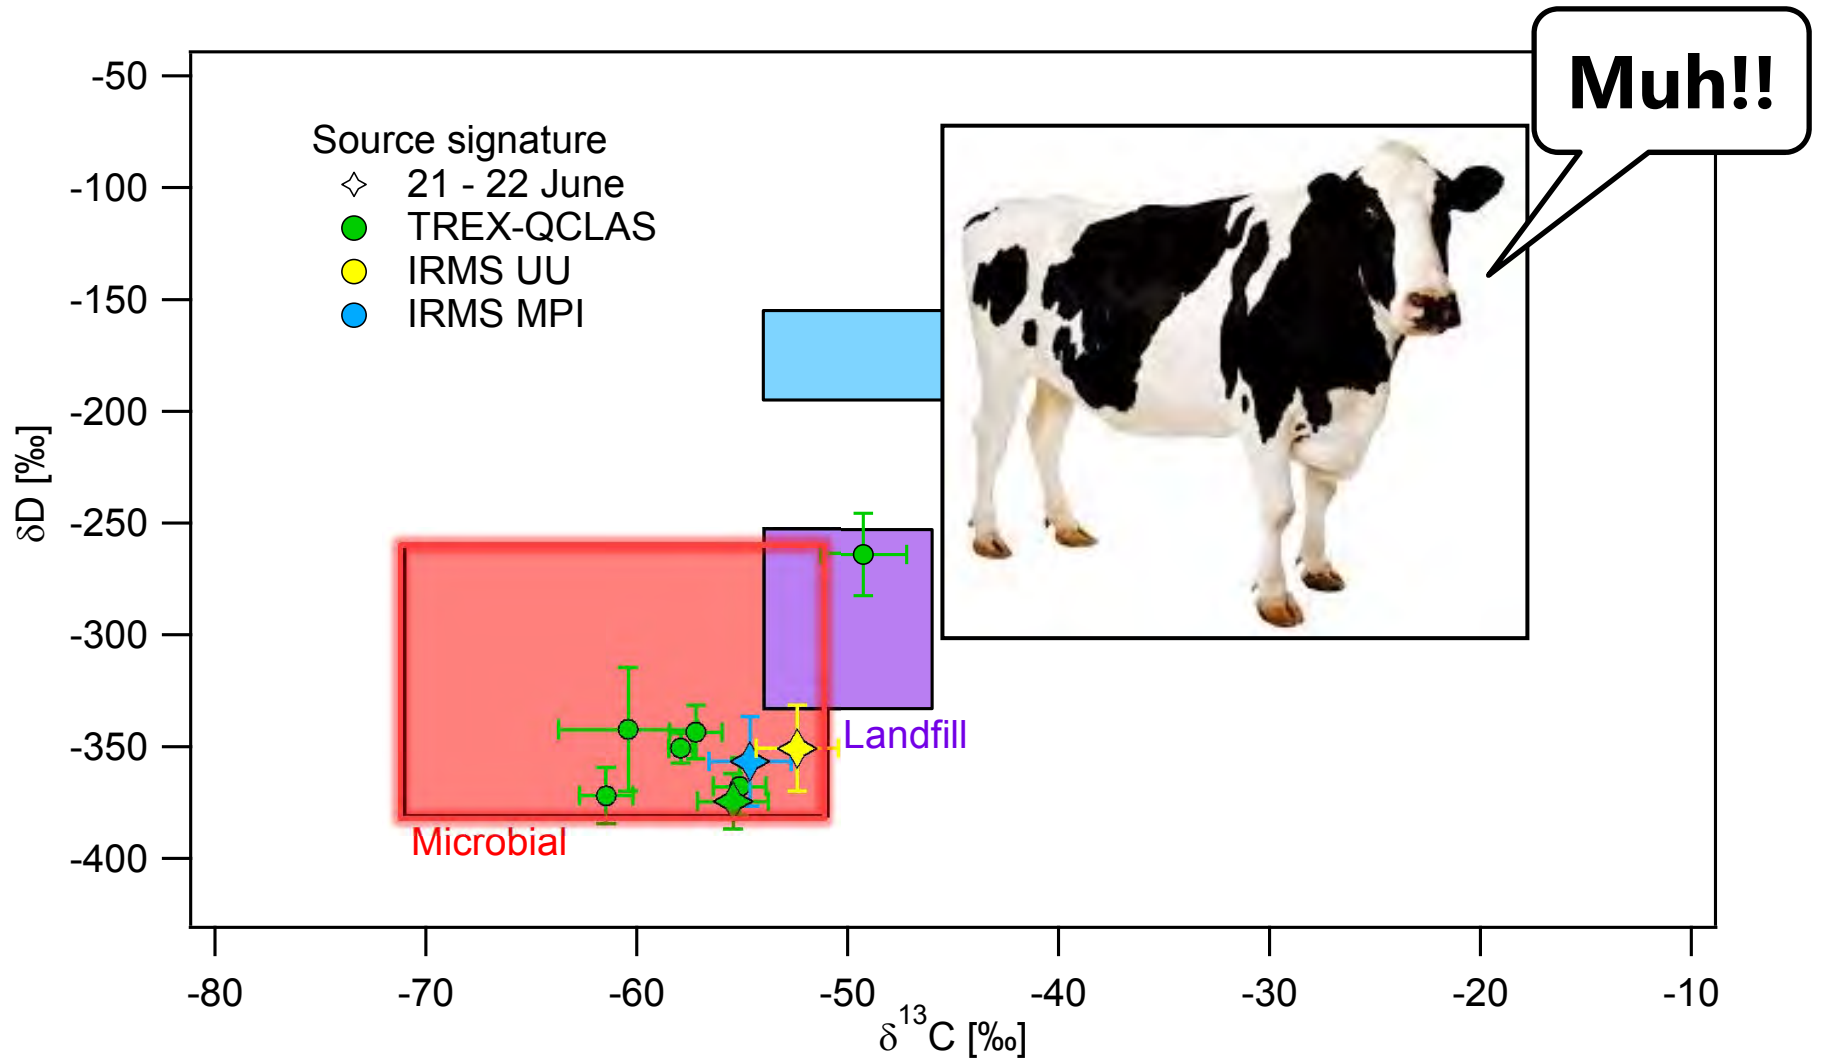 Muh!!
-50
-100
-150
-200
-250
-300
-350
-400
δD [‰]
Source signature
21 - 22 June
TREX-QCLAS
IRMS UU
IRMS MPI
Landfill
Microbial
-80 -70 -60 -50 -40 -30 -20 -10
δ¹³C [‰]